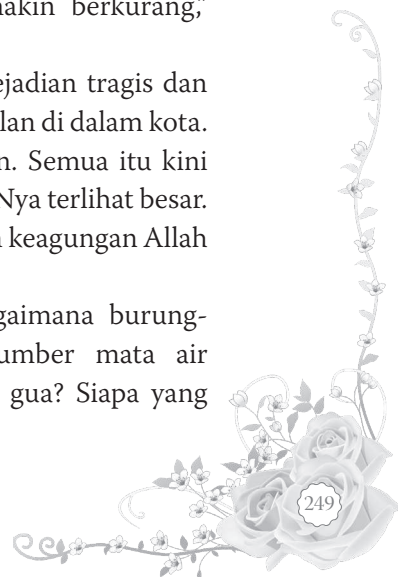 makin berkurang,"
ejadian tragis dan
lan di dalam kota.
n. Semua itu kini
Nya terlihat besar.
keagungan Allah
gaimana burung-
umber mata air
gua? Siapa yang
249